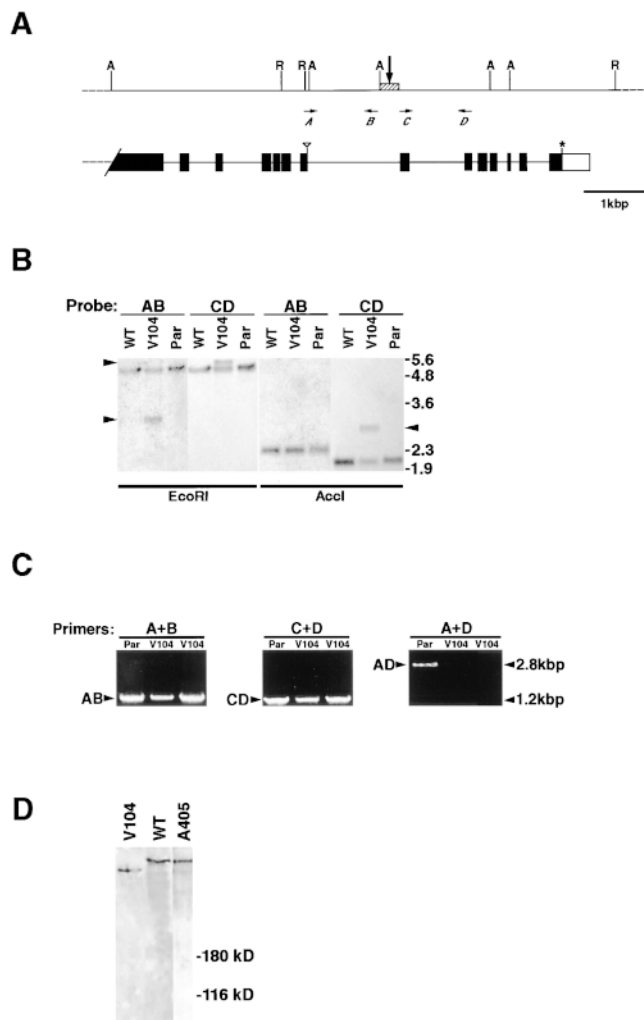 A
A R R A A A A R
A B C D
*
1kbp
B
Probe: AB CD AB CD
WT V104 Par WT V104 Par WT V104 Par WT V104 Par
-5.6
-4.8
-3.6
-2.3
-1.9
EcoRI AccI
C
Primers: A+B C+D A+D
Par V104 V104 Par V104 V104 Par V104 V104
AD 2.8kbp
AB CD 1.2kbp
D
V104 WT A405
-180 kD
-116 kD